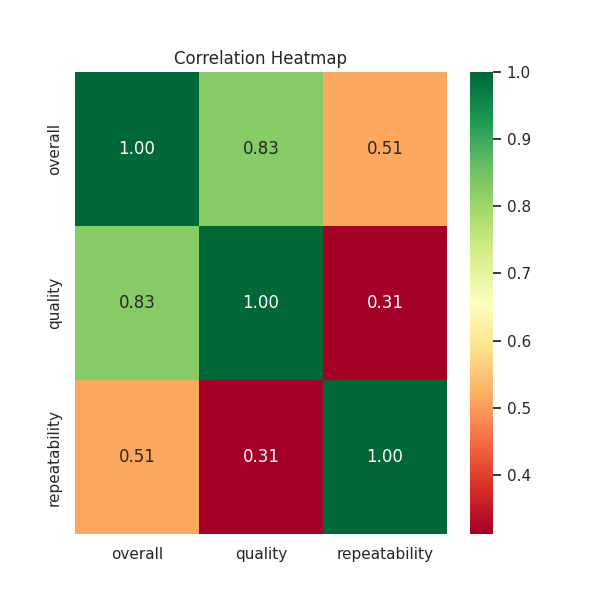 Correlation Heatmap
overall
1.00
0.83
0.51
quality
0.83
1.00
0.31
repeatability
0.51
0.31
1.00
overall
quality
repeatability
1.0
0.9
0.8
0.7
0.6
0.5
0.4